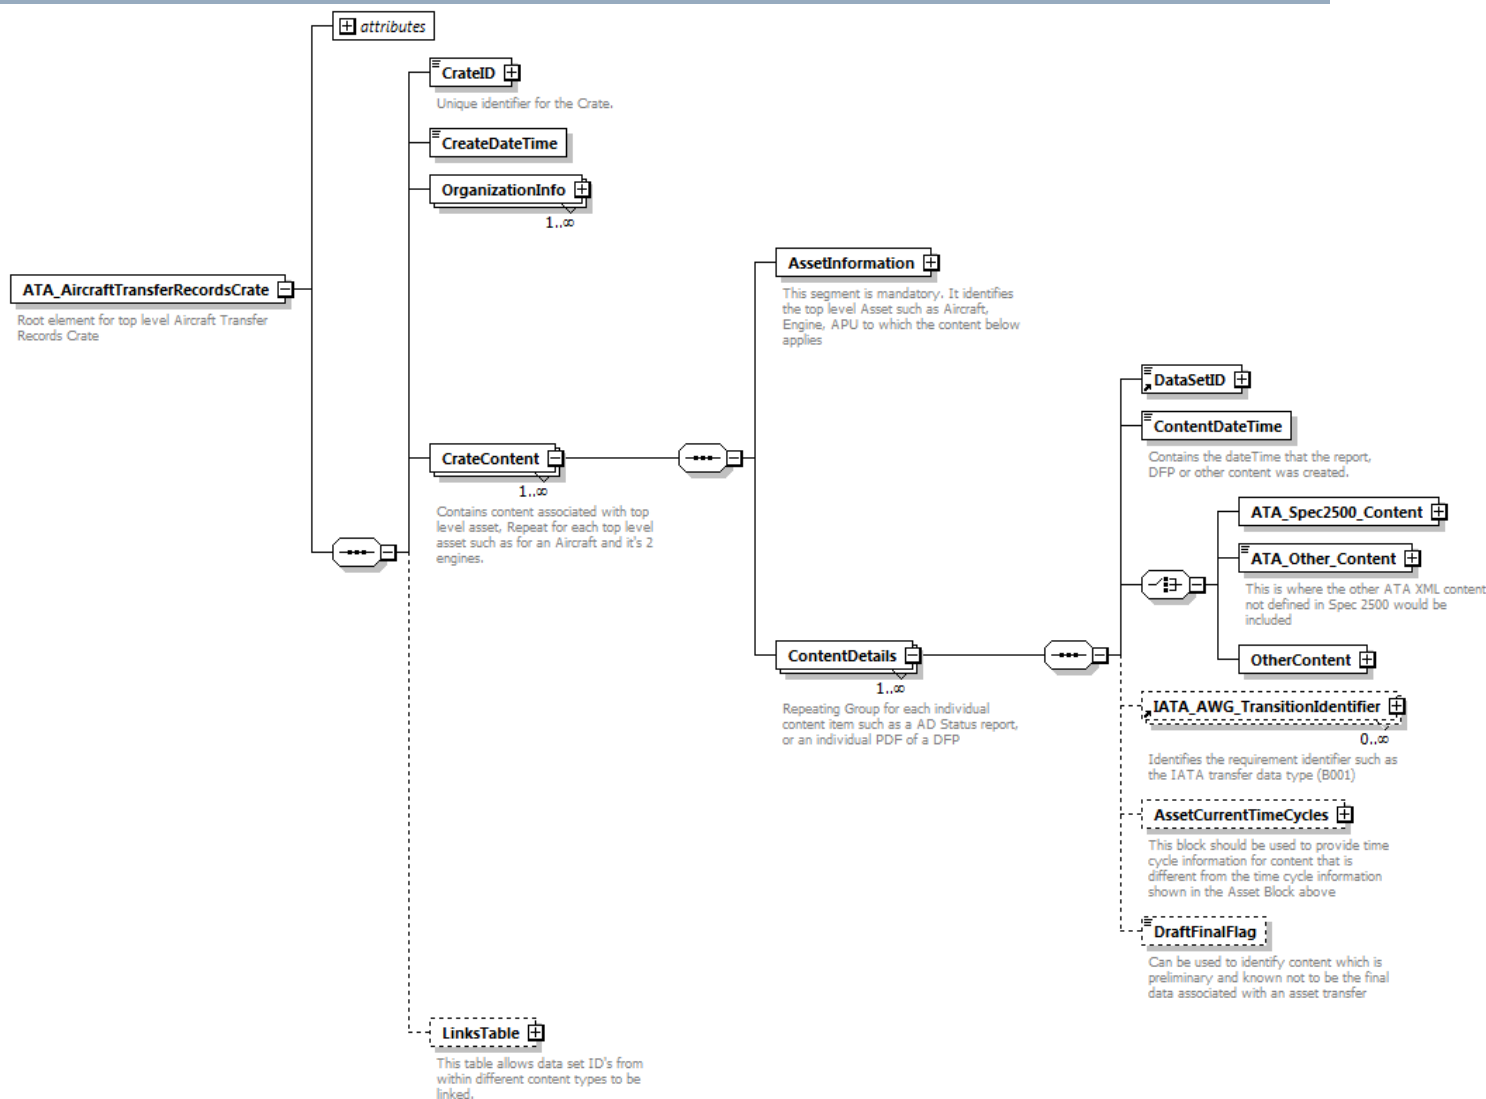 attributes
CrateID
Unique identifier for the Crate.
CreateDateTime
OrganizationInfo
1..∞
ATA_AircraftTransferRecordsCrate
Root element for top level Aircraft Transfer
Records Crate
CrateContent
1..∞
Contains content associated with top
level asset, Repeat for each top level
asset such as for an Aircraft and it's 2
engines.
AssetInformation
This segment is mandatory. It identifies
the top level Asset such as Aircraft,
Engine, APU to which the content below
applies
ContentDetails
1..∞
Repeating Group for each individual
content item such as a AD Status report,
or an individual PDF of a DFP
DataSetID
ContentDateTime
Contains the dateTime that the report,
DFP or other content was created.
ATA_Spec2500_Content
ATA_Other_Content
This is where the other ATA XML content
not defined in Spec 2500 would be
included
OtherContent
IATA_AWG_TransitionIdentifier
0..∞
Identifies the requirement identifier such as
the IATA transfer data type (B001)
AssetCurrentTimeCycles
This block should be used to provide time
cycle information for content that is
different from the time cycle information
shown in the Asset Block above
DraftFinalFlag
Can be used to identify content which is
preliminary and known not to be the final
data associated with an asset transfer
LinksTable
This table allows data set ID's from
within different content types to be
linked.